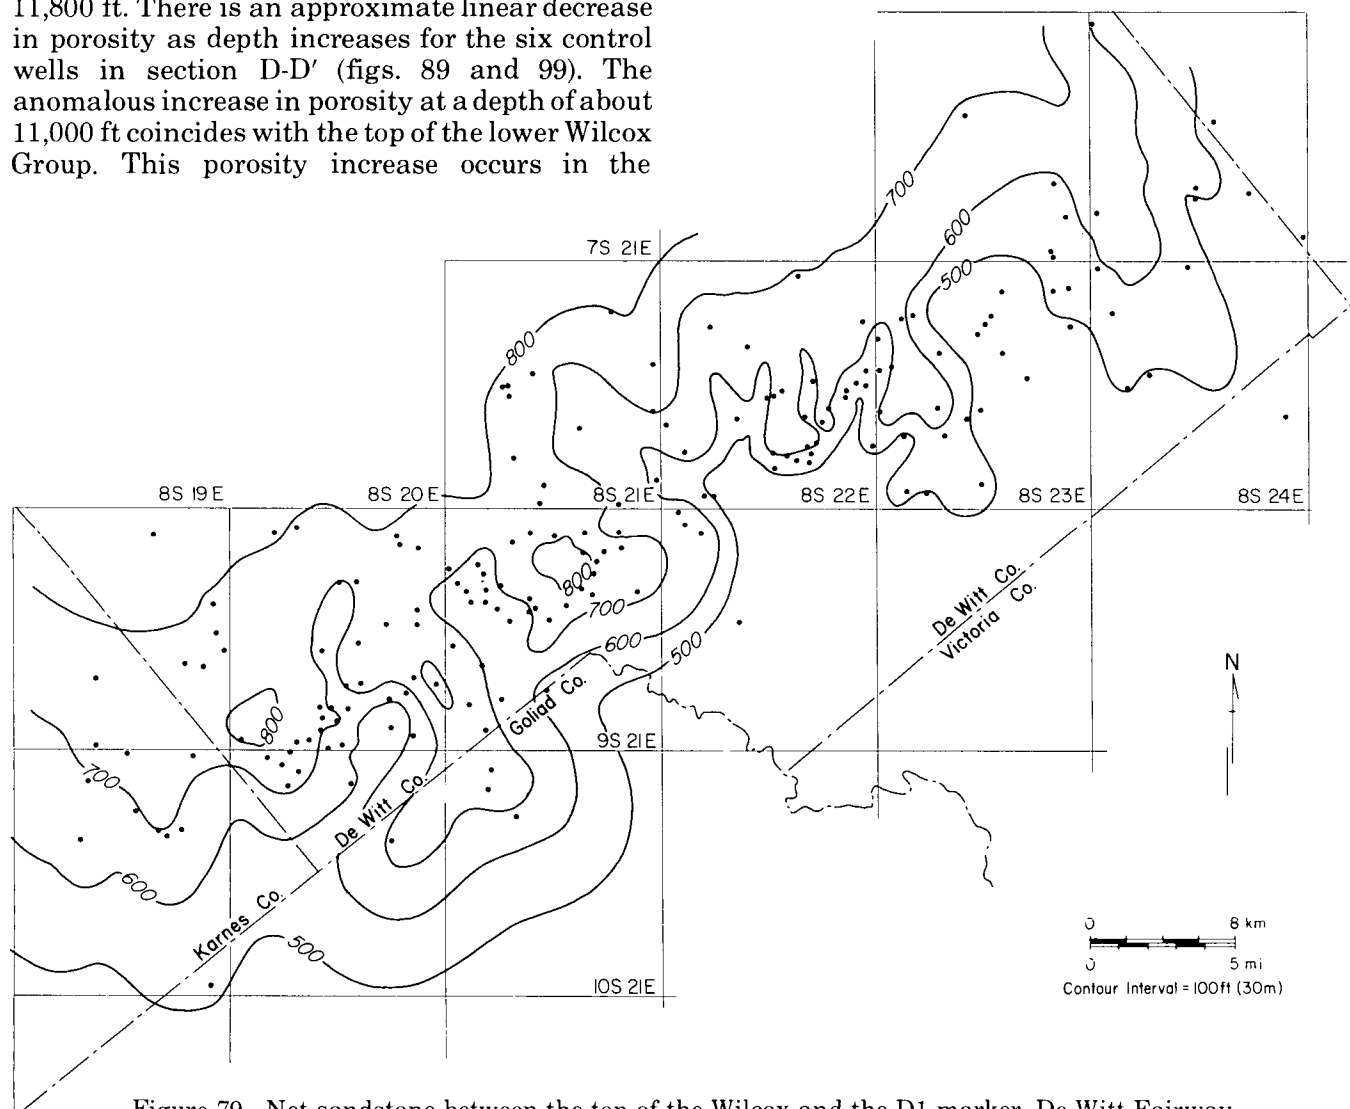 11,800 ft. There is an approximate linear decrease
in porosity as depth increases for the six control
wells in section D-D′ (figs. 89 and 99). The
anomalous increase in porosity at a depth of about
11,000 ft coincides with the top of the lower Wilcox
Group. This porosity increase occurs in the
700
600
7S 21E
500
800
8S 19E
8S 20E
8S 21E
8S 22E
8S 23E
8S 24E
800
700
De Witt Co.
Victoria Co.
600
500
N
Goliad Co.
800
9S 21E
700
De Witt Co.
600
Karnes Co.
500
0 8 km
0 5 mi
10S 21E
Contour Interval = 100ft (30m)
Figure 79. Net sandstone between the top of the Wilcox and the D1 marker, De Witt Fairway